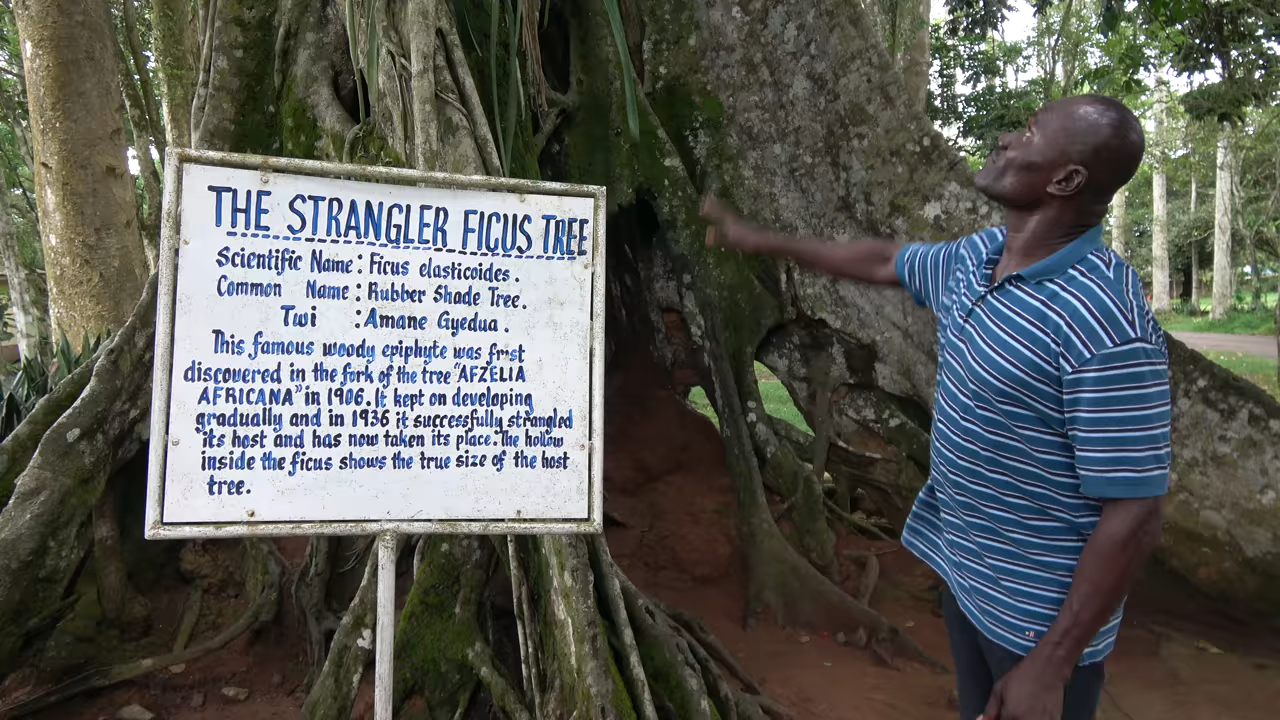 THE STRANGLER FICUS TREE
Scientific Name : Ficus elasticoides.
Common Name : Rubber Shade Tree.
Twi : Amane Gyedua.
This famous woody epiphyte was first
discovered in the fork of the tree "AFZELIA
AFRICANA" in 1906. It kept on developing
gradually and in 1936 it successfully strangled
its host and has now taken its place. The hollow
inside the ficus shows the true size of the host
tree.